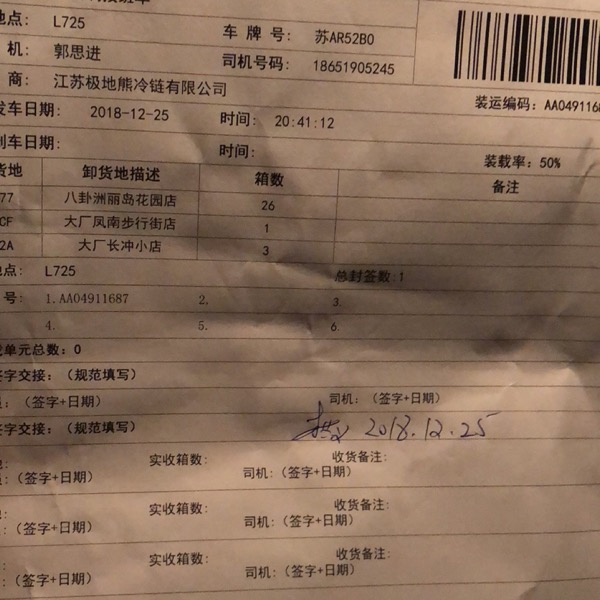 地点: L725 车 牌 号: 苏AR52B0
机: 郭思进 司机号码: 18651905245
商: 江苏极地熊冷链有限公司
发车日期: 2018-12-25 时间: 20:41:12 装运编码: AA0491168
到车日期: 时间: 装载率: 50%
货地 卸货地描述 箱数 备注
77 八卦洲丽岛花园店 26
CF 大厂凤南步行街店 1
2A 大厂长冲小店 3
地点: L725 总封签数:1
号: 1.AA04911687 2. 3.
4. 5. 6.
单元总数: 0
签字交接: (规范填写)
: (签字+日期) 司机: (签字+日期)
签字交接: (规范填写) 2018.12.25
: 实收箱数: 收货备注:
: (签字+日期) 司机: (签字+日期)
: 实收箱数: 收货备注:
: (签字+日期) 司机: (签字+日期)
: 实收箱数: 收货备注:
: (签字+日期) 司机: (签字+日期)